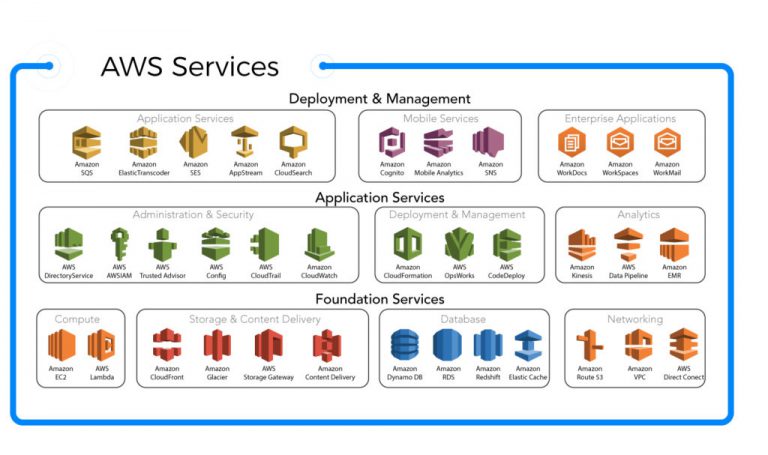 AWS Services
Deployment & Management
Application Services
Mobile Services
Enterprise Applications
Amazon SQS
Amazon ElasticTranscoder
Amazon SES
Amazon AppStream
Amazon CloudSearch
Amazon Cognito
Amazon Mobile Analytics
Amazon SNS
Amazon WorkDocs
Amazon WorkSpaces
Amazon WorkMail
Application Services
Administration & Security
Deployment & Management
Analytics
AWS DirectoryService
AWS AWSIAM
AWS Trusted Advisor
AWS Config
AWS CloudTrail
Amazon CloudWatch
Amazon CloudFormation
AWS OpsWorks
AWS CodeDeploy
Amazon Kinesis
AWS Data Pipeline
Amazon EMR
Foundation Services
Compute
Storage & Content Delivery
Database
Networking
Amazon EC2
AWS Lambda
Amazon CloudFront
Amazon Glacier
AWS Storage Gateway
Amazon Content Delivery
Amazon Dynamo DB
Amazon RDS
Amazon Redshift
Amazon Elastic Cache
Amazon Route S3
Amazon VPC
AWS Direct Conect